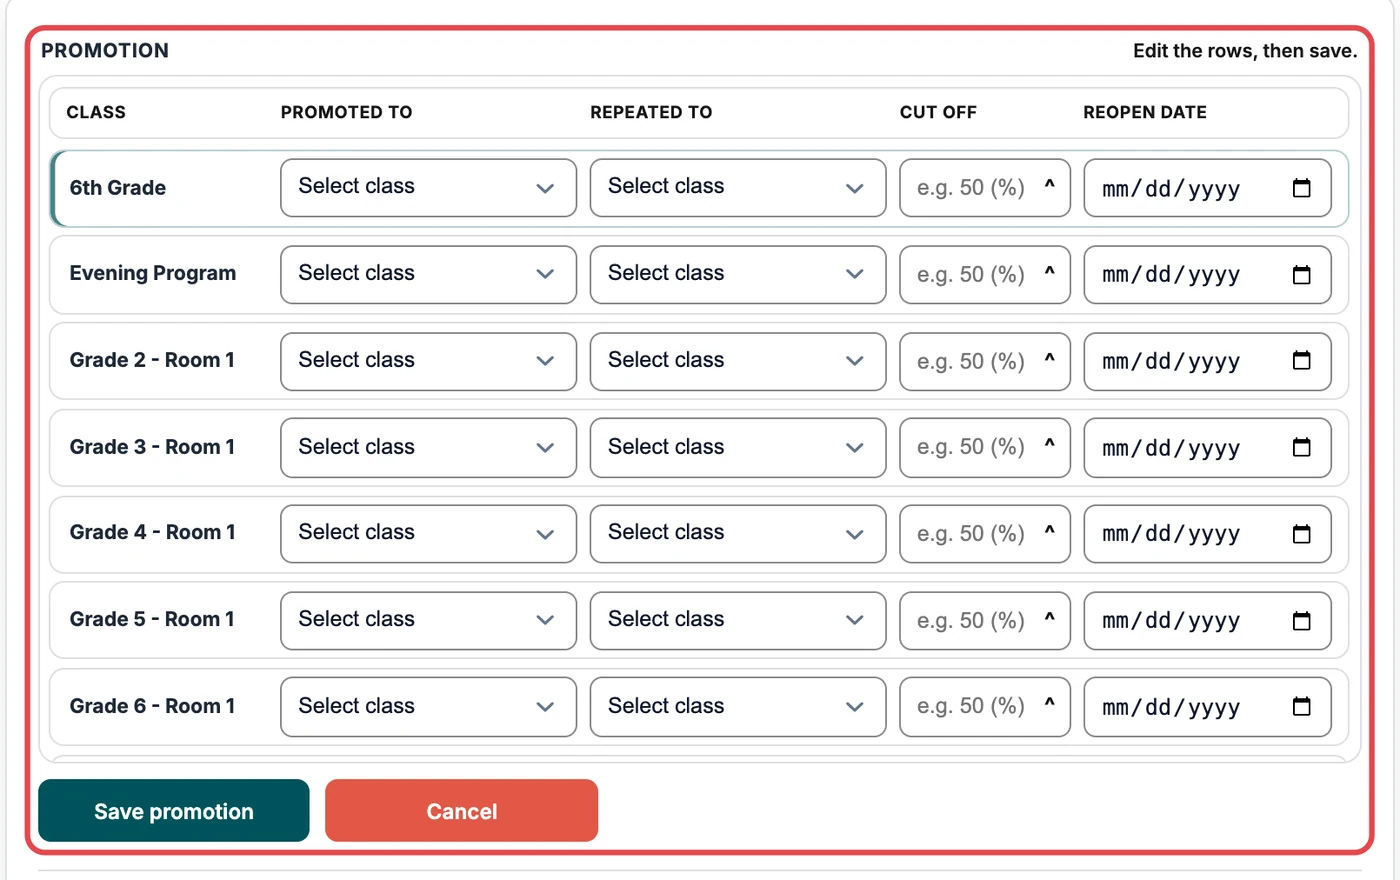 PROMOTION Edit the rows, then save.
CLASS PROMOTED TO REPEATED TO CUT OFF REOPEN DATE
6th Grade Select class Select class e.g. 50 (%) ^ mm/dd/yyyy
Evening Program Select class Select class e.g. 50 (%) ^ mm/dd/yyyy
Grade 2 - Room 1 Select class Select class e.g. 50 (%) ^ mm/dd/yyyy
Grade 3 - Room 1 Select class Select class e.g. 50 (%) ^ mm/dd/yyyy
Grade 4 - Room 1 Select class Select class e.g. 50 (%) ^ mm/dd/yyyy
Grade 5 - Room 1 Select class Select class e.g. 50 (%) ^ mm/dd/yyyy
Grade 6 - Room 1 Select class Select class e.g. 50 (%) ^ mm/dd/yyyy
Save promotion Cancel